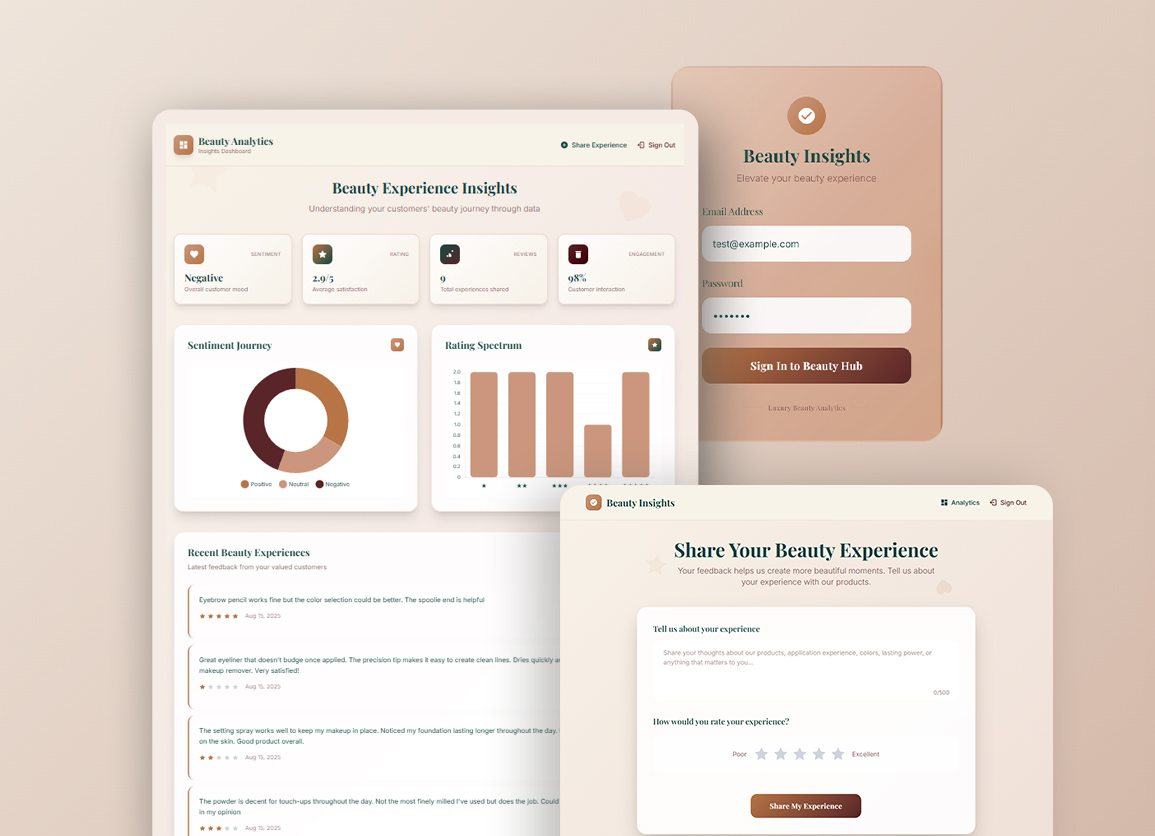 Beauty Analytics
Insights Dashboard
Share Experience
Sign Out
Beauty Experience Insights
Understanding your customers' beauty journey through data
SENTIMENT
Negative
Overall customer mood
RATING
2.9/5
Average satisfaction
REVIEWS
9
Total experiences shared
ENGAGEMENT
98%
Customer interaction
Sentiment Journey
Positive
Neutral
Negative
Rating Spectrum
2.0
1.8
1.6
1.4
1.2
1.0
0.8
0.6
0.4
0.2
0
Recent Beauty Experiences
Latest feedback from your valued customers
Eyebrow pencil works fine but the color selection could be better. The spoolie end is helpful
Aug 15, 2025
Great eyeliner that doesn't budge once applied. The precision tip makes it easy to create clean lines. Dries quickly
makeup remover. Very satisfied!
Aug 15, 2025
The setting spray works well to keep my makeup in place. Noticed my foundation lasting longer throughout the day.
on the skin. Good product overall.
Aug 15, 2025
The powder is decent for touch-ups throughout the day. Not the most finely milled I've used but does the job. Could
in my opinion
Aug 15, 2025
Beauty Insights
Elevate your beauty experience
Email Address
test@example.com
Password
Sign In to Beauty Hub
Luxury Beauty Analytics
Beauty Insights
Analytics
Sign Out
Share Your Beauty Experience
Your feedback helps us create more beautiful moments. Tell us about
your experience with our products.
Tell us about your experience
Share your thoughts about our products, application experience, colors, lasting power, or
anything that matters to you...
0/500
How would you rate your experience?
Poor
Excellent
Share My Experience